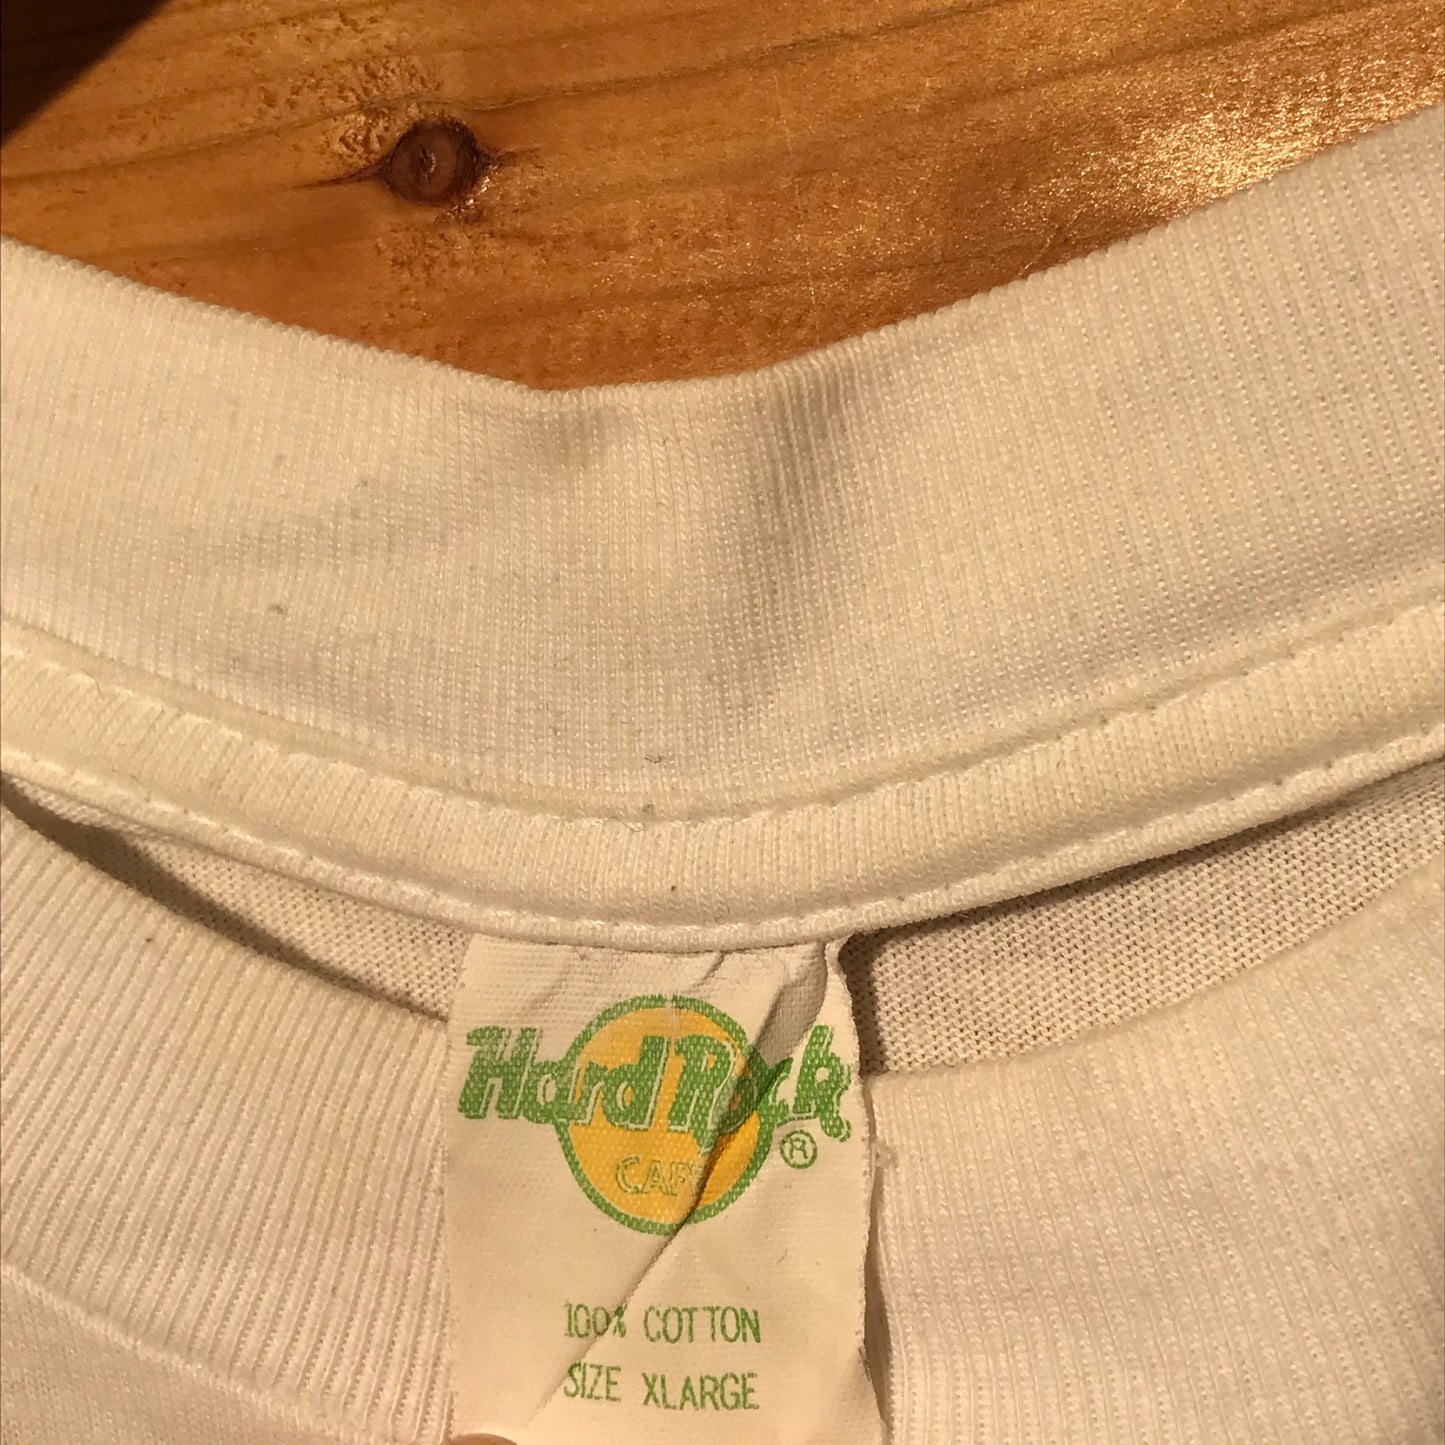 Hard Rock
CAFE
®
100% COTTON
SIZE XLARGE